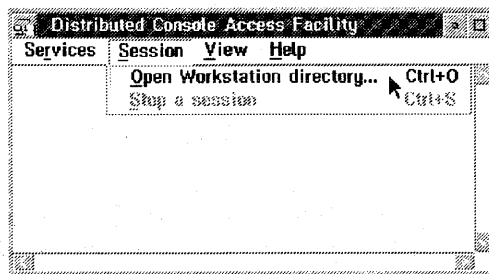 Distributed Console Access Facility
Services Session View Help
Open Workstation directory... Ctrl+O
Stop a session Ctrl+S